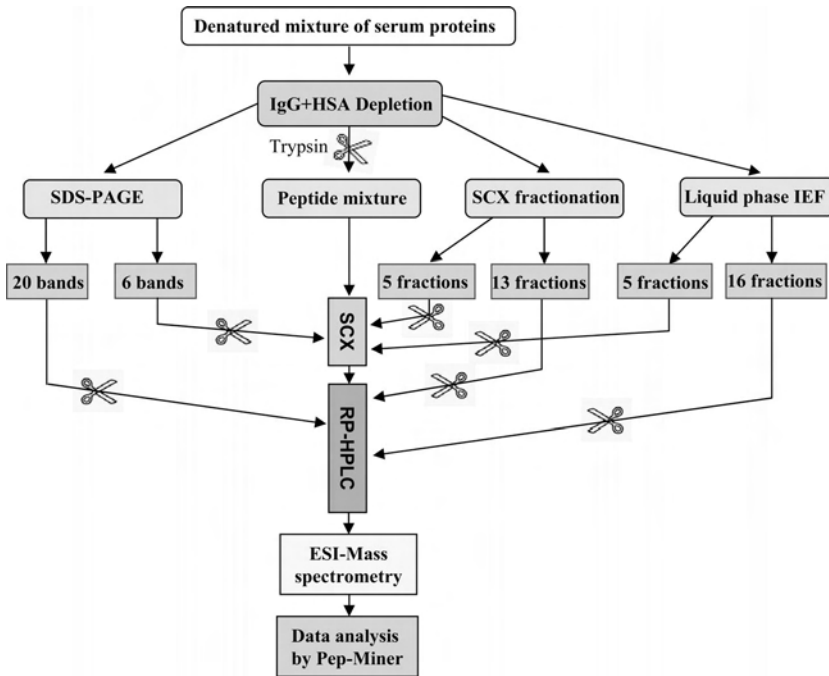 Denatured mixture of serum proteins
IgG+HSA Depletion
Trypsin
SDS-PAGE
Peptide mixture
SCX fractionation
Liquid phase IEF
20 bands
6 bands
5 fractions
13 fractions
5 fractions
16 fractions
SCX
RP-HPLC
ESI-Mass
spectrometry
Data analysis
by Pep-Miner